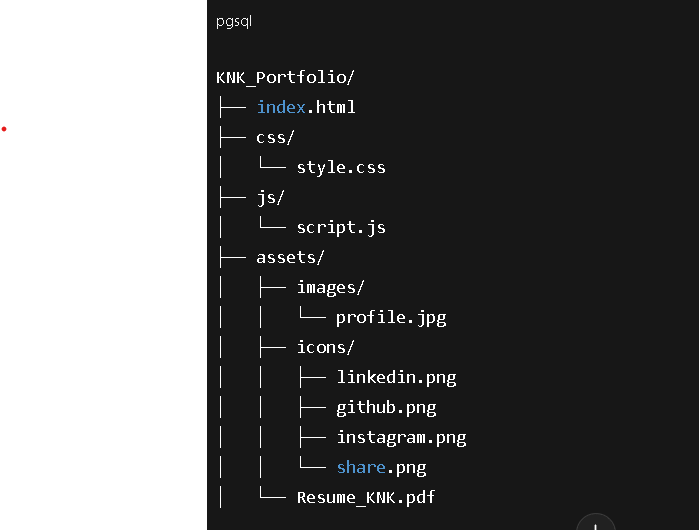 pgsql
KNK_Portfolio/
├── index.html
├── css/
│   └── style.css
├── js/
│   └── script.js
├── assets/
│   ├── images/
│   │   └── profile.jpg
│   ├── icons/
│   │   ├── linkedin.png
│   │   ├── github.png
│   │   ├── instagram.png
│   │   └── share.png
│   └── Resume_KNK.pdf